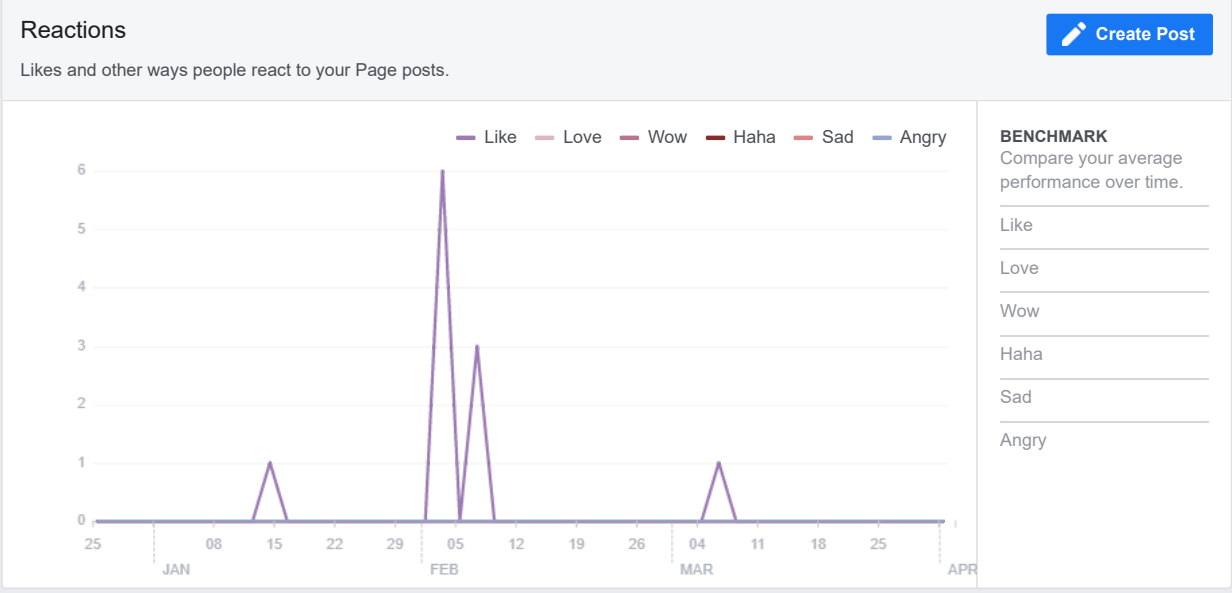 Reactions
Create Post
Likes and other ways people react to your Page posts.
Like Love Wow Haha Sad Angry
6
5
4
3
2
1
0
25 08 15 22 29 05 12 19 26 04 11 18 25
JAN FEB MAR APR
BENCHMARK
Compare your average
performance over time.
Like
Love
Wow
Haha
Sad
Angry